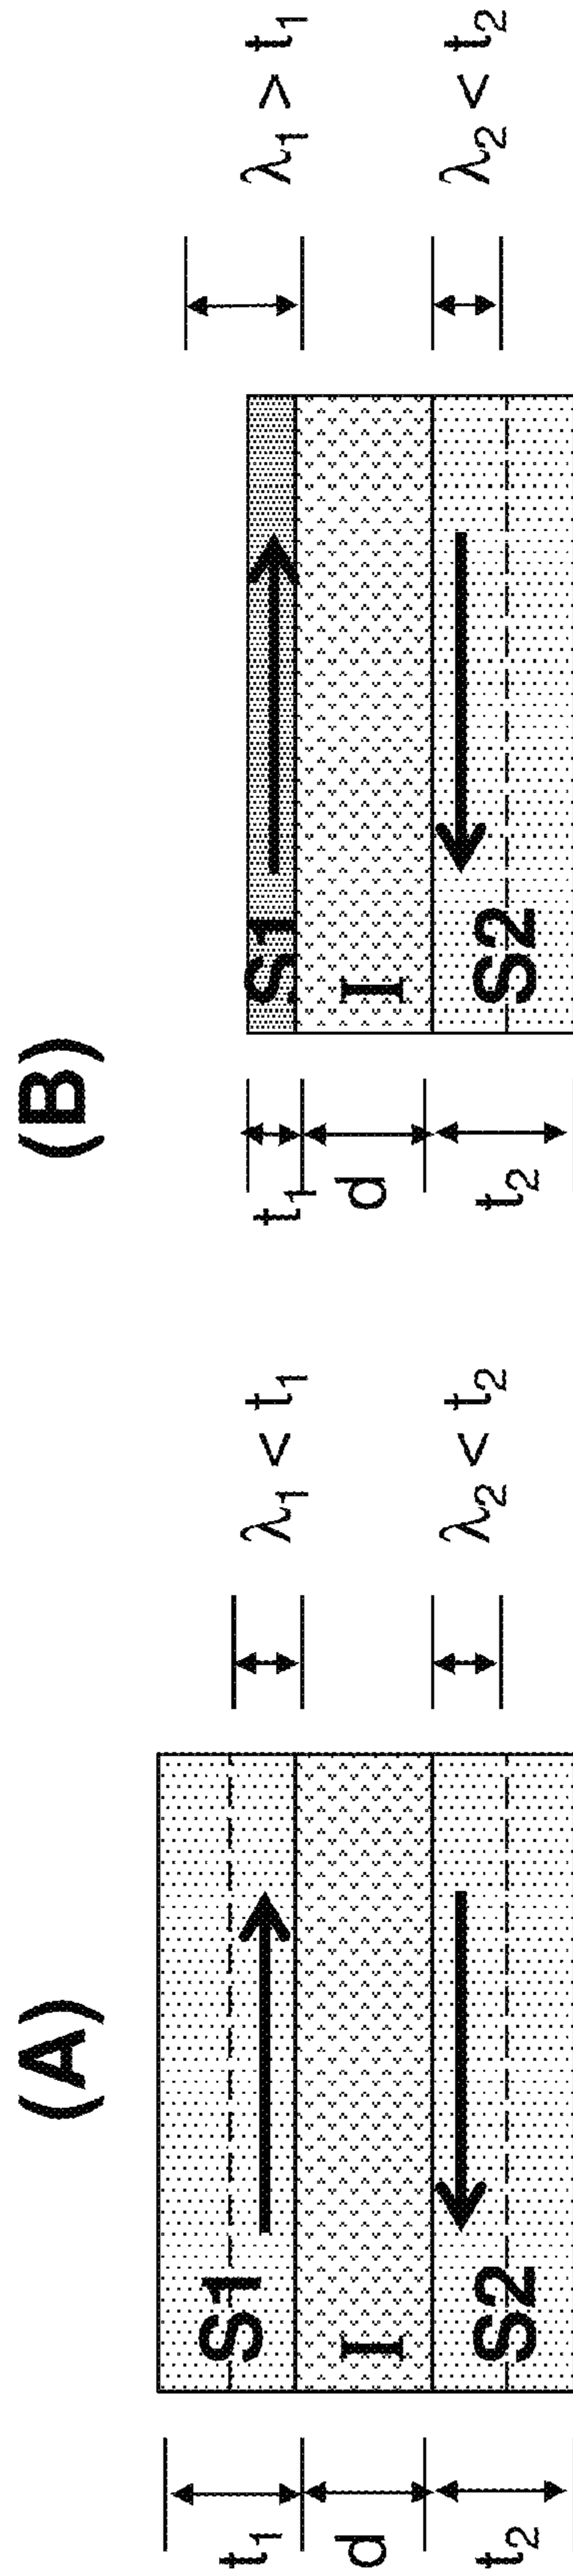 (A)
t₁
S1
λ₁ < t₁
d
I
t₂
S2
λ₂ < t₂
(B)
t₁
S1
λ₁ > t₁
d
I
t₂
S2
λ₂ < t₂